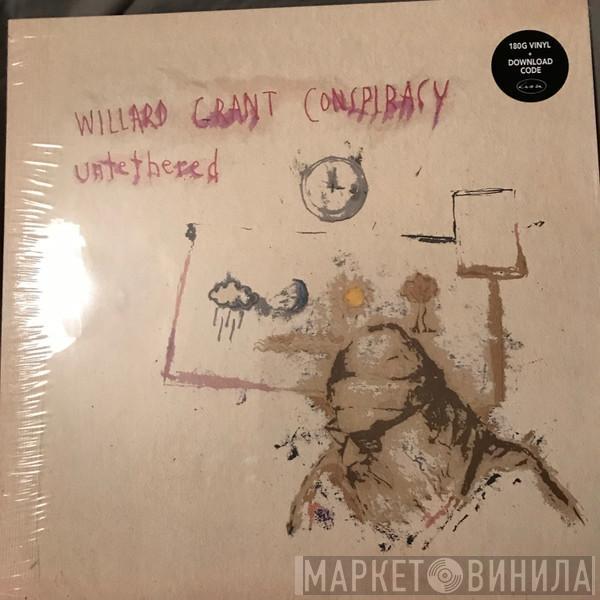 WILLARD GRANT CONSPIRACY
untethered
180G VINYL
+
DOWNLOAD
CODE
МАРКЕТ ВИНИЛА